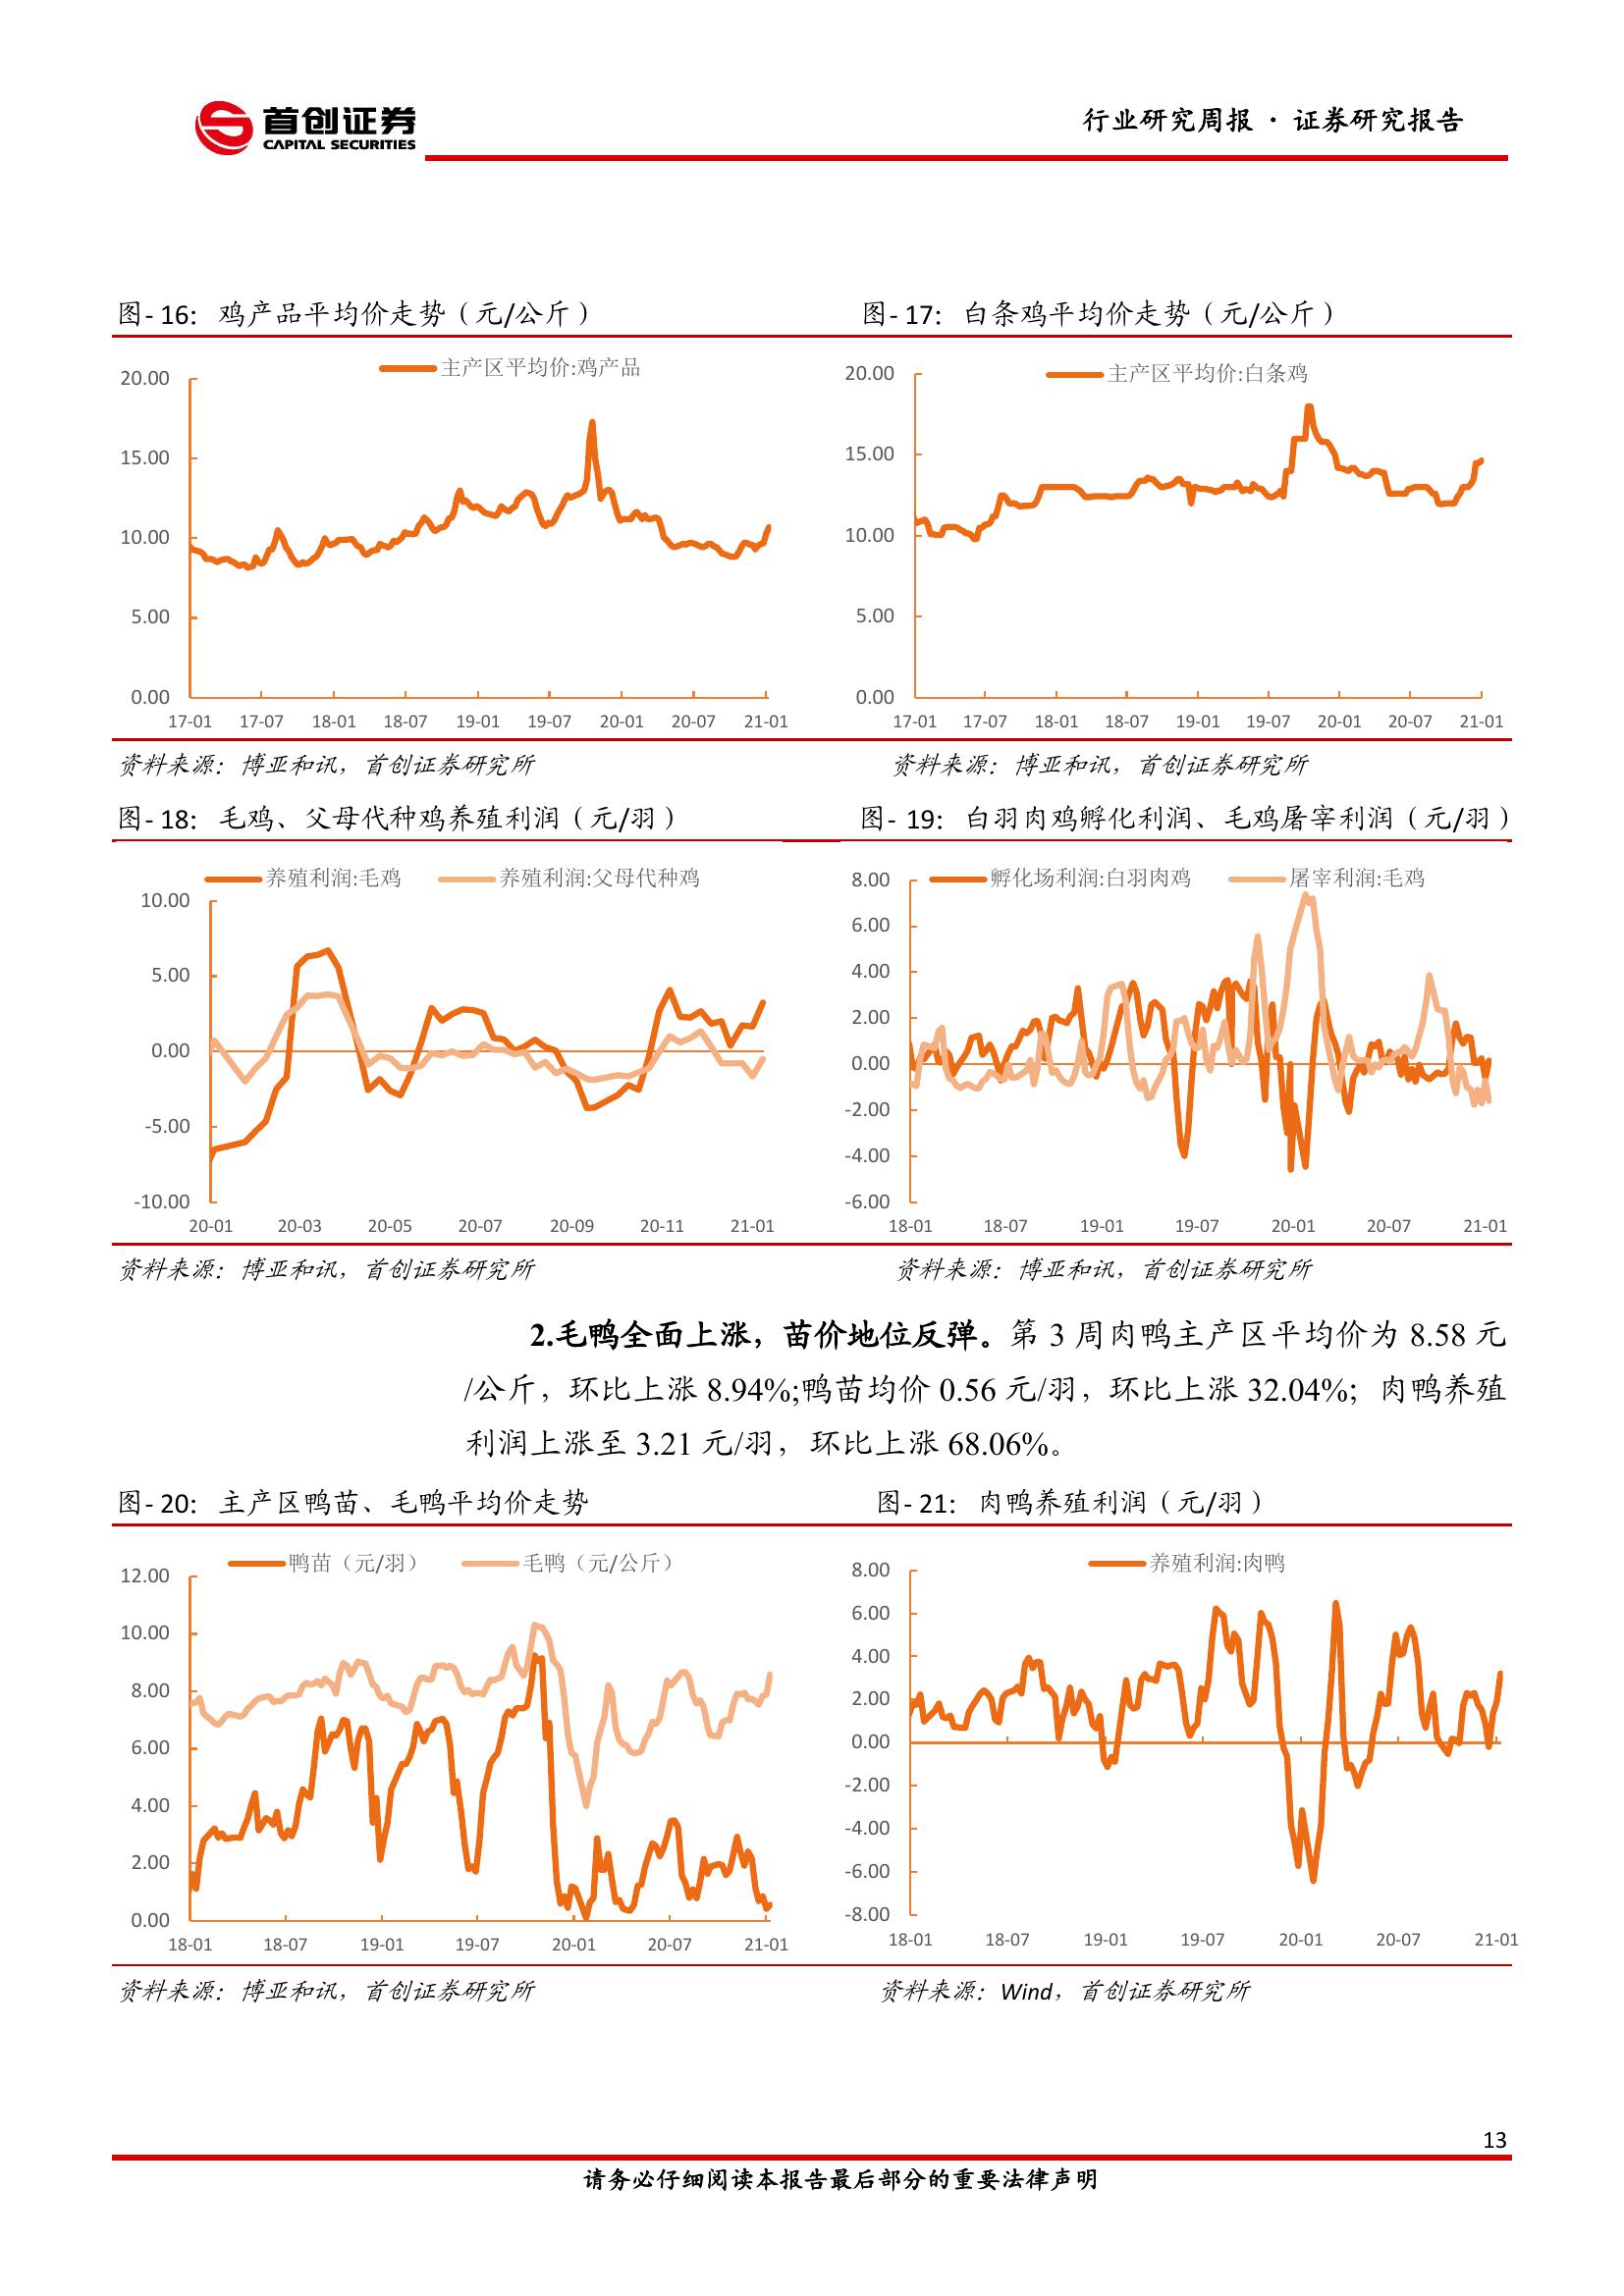 首创证券
CAPITAL SECURITIES
行业研究周报 · 证券研究报告
图- 16: 鸡产品平均价走势（元/公斤）
图- 17: 白条鸡平均价走势（元/公斤）
主产区平均价:鸡产品
20.00
15.00
10.00
5.00
0.00
17-01 17-07 18-01 18-07 19-01 19-07 20-01 20-07 21-01
主产区平均价:白条鸡
20.00
15.00
10.00
5.00
0.00
17-01 17-07 18-01 18-07 19-01 19-07 20-01 20-07 21-01
资料来源：博亚和讯，首创证券研究所
资料来源：博亚和讯，首创证券研究所
图- 18: 毛鸡、父母代种鸡养殖利润（元/羽）
图- 19: 白羽肉鸡孵化利润、毛鸡屠宰利润（元/羽）
养殖利润:毛鸡 养殖利润:父母代种鸡
10.00
5.00
0.00
-5.00
-10.00
20-01 20-03 20-05 20-07 20-09 20-11 21-01
孵化场利润:白羽肉鸡 屠宰利润:毛鸡
8.00
6.00
4.00
2.00
0.00
-2.00
-4.00
-6.00
18-01 18-07 19-01 19-07 20-01 20-07 21-01
资料来源：博亚和讯，首创证券研究所
资料来源：博亚和讯，首创证券研究所
2.毛鸭全面上涨，苗价地位反弹。第 3 周肉鸭主产区平均价为 8.58 元
/公斤，环比上涨 8.94%;鸭苗均价 0.56 元/羽，环比上涨 32.04%；肉鸭养殖
利润上涨至 3.21 元/羽，环比上涨 68.06%。
图- 20: 主产区鸭苗、毛鸭平均价走势
图- 21: 肉鸭养殖利润（元/羽）
鸭苗（元/羽） 毛鸭（元/公斤）
12.00
10.00
8.00
6.00
4.00
2.00
0.00
18-01 18-07 19-01 19-07 20-01 20-07 21-01
养殖利润:肉鸭
8.00
6.00
4.00
2.00
0.00
-2.00
-4.00
-6.00
-8.00
18-01 18-07 19-01 19-07 20-01 20-07 21-01
资料来源：博亚和讯，首创证券研究所
资料来源：Wind，首创证券研究所
13
请务必仔细阅读本报告最后部分的重要法律声明